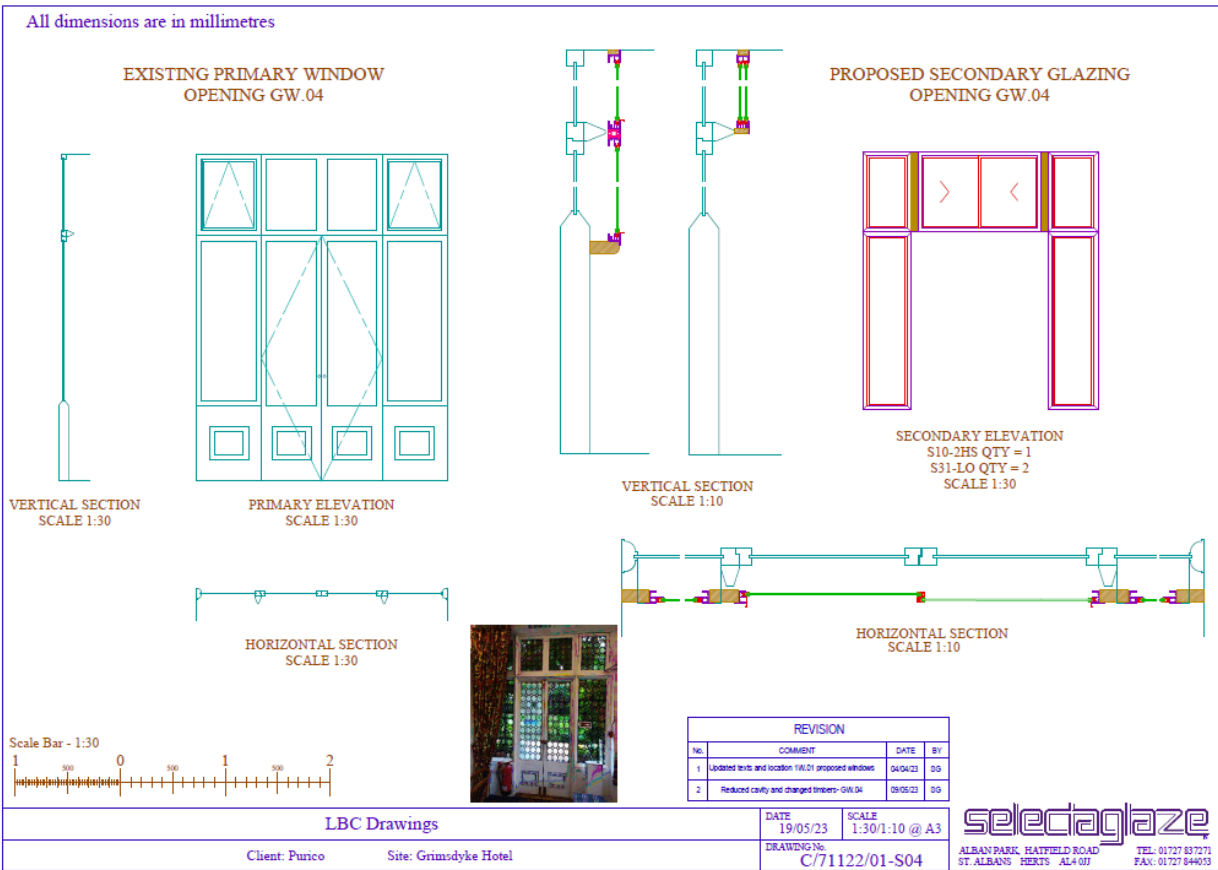 All dimensions are in millimetres
EXISTING PRIMARY WINDOW
OPENING GW.04
PROPOSED SECONDARY GLAZING
OPENING GW.04
SECONDARY ELEVATION
S10-2HS QTY = 1
S31-LO QTY = 2
SCALE 1:30
VERTICAL SECTION
SCALE 1:10
VERTICAL SECTION
SCALE 1:30
PRIMARY ELEVATION
SCALE 1:30
HORIZONTAL SECTION
SCALE 1:30
HORIZONTAL SECTION
SCALE 1:10
Scale Bar - 1:30
1 500 0 500 1 500 2
REVISION
No. COMMENT DATE BY
1 Updated texts and location 1W.01 proposed windows 04/04/23 DG
2 Reduced cavity and changed timbers- GW.04 09/05/23 DG
LBC Drawings
DATE
19/05/23
SCALE
1:30/1:10 @ A3
Client: Purico Site: Grimsdyke Hotel
DRAWING No.
C/71122/01-S04
selectaglaze
ALBAN PARK, HATFIELD ROAD TEL: 01727 837271
ST. ALBANS HERTS AL4 0JJ FAX: 01727 844053